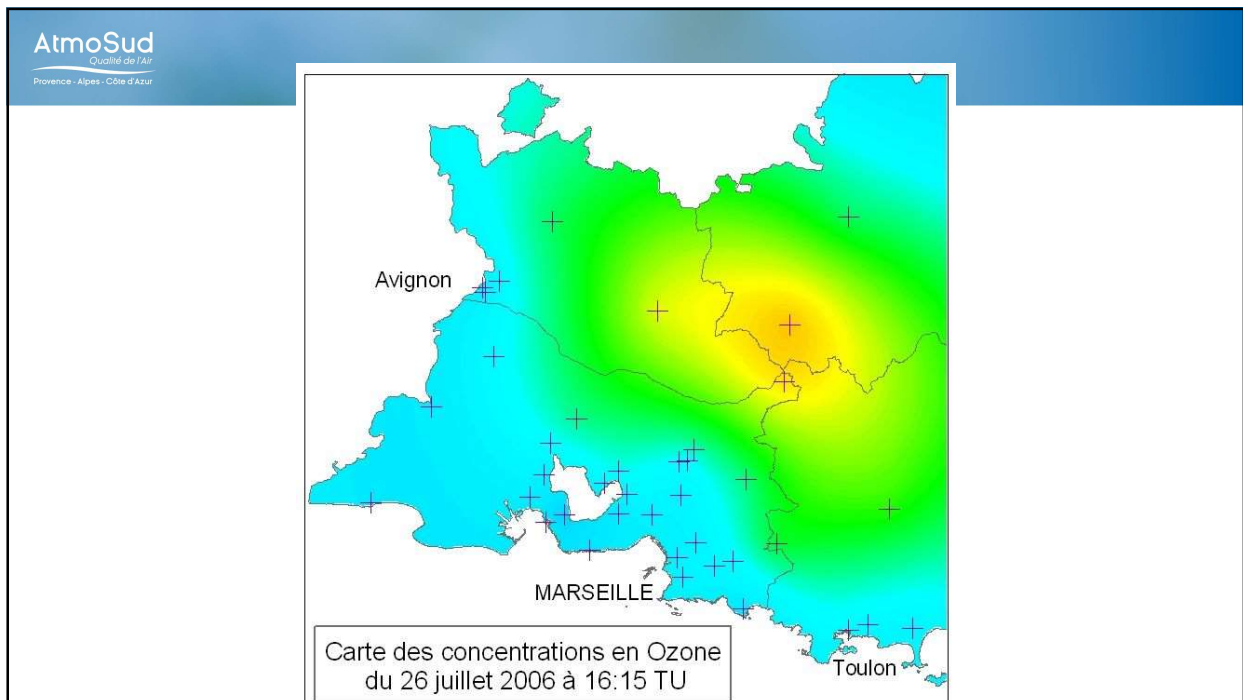 AtmoSud
Qualité de l'Air
Provence - Alpes - Côte d'Azur
Avignon
MARSEILLE
Toulon
Carte des concentrations en Ozone
du 26 juillet 2006 à 16:15 TU